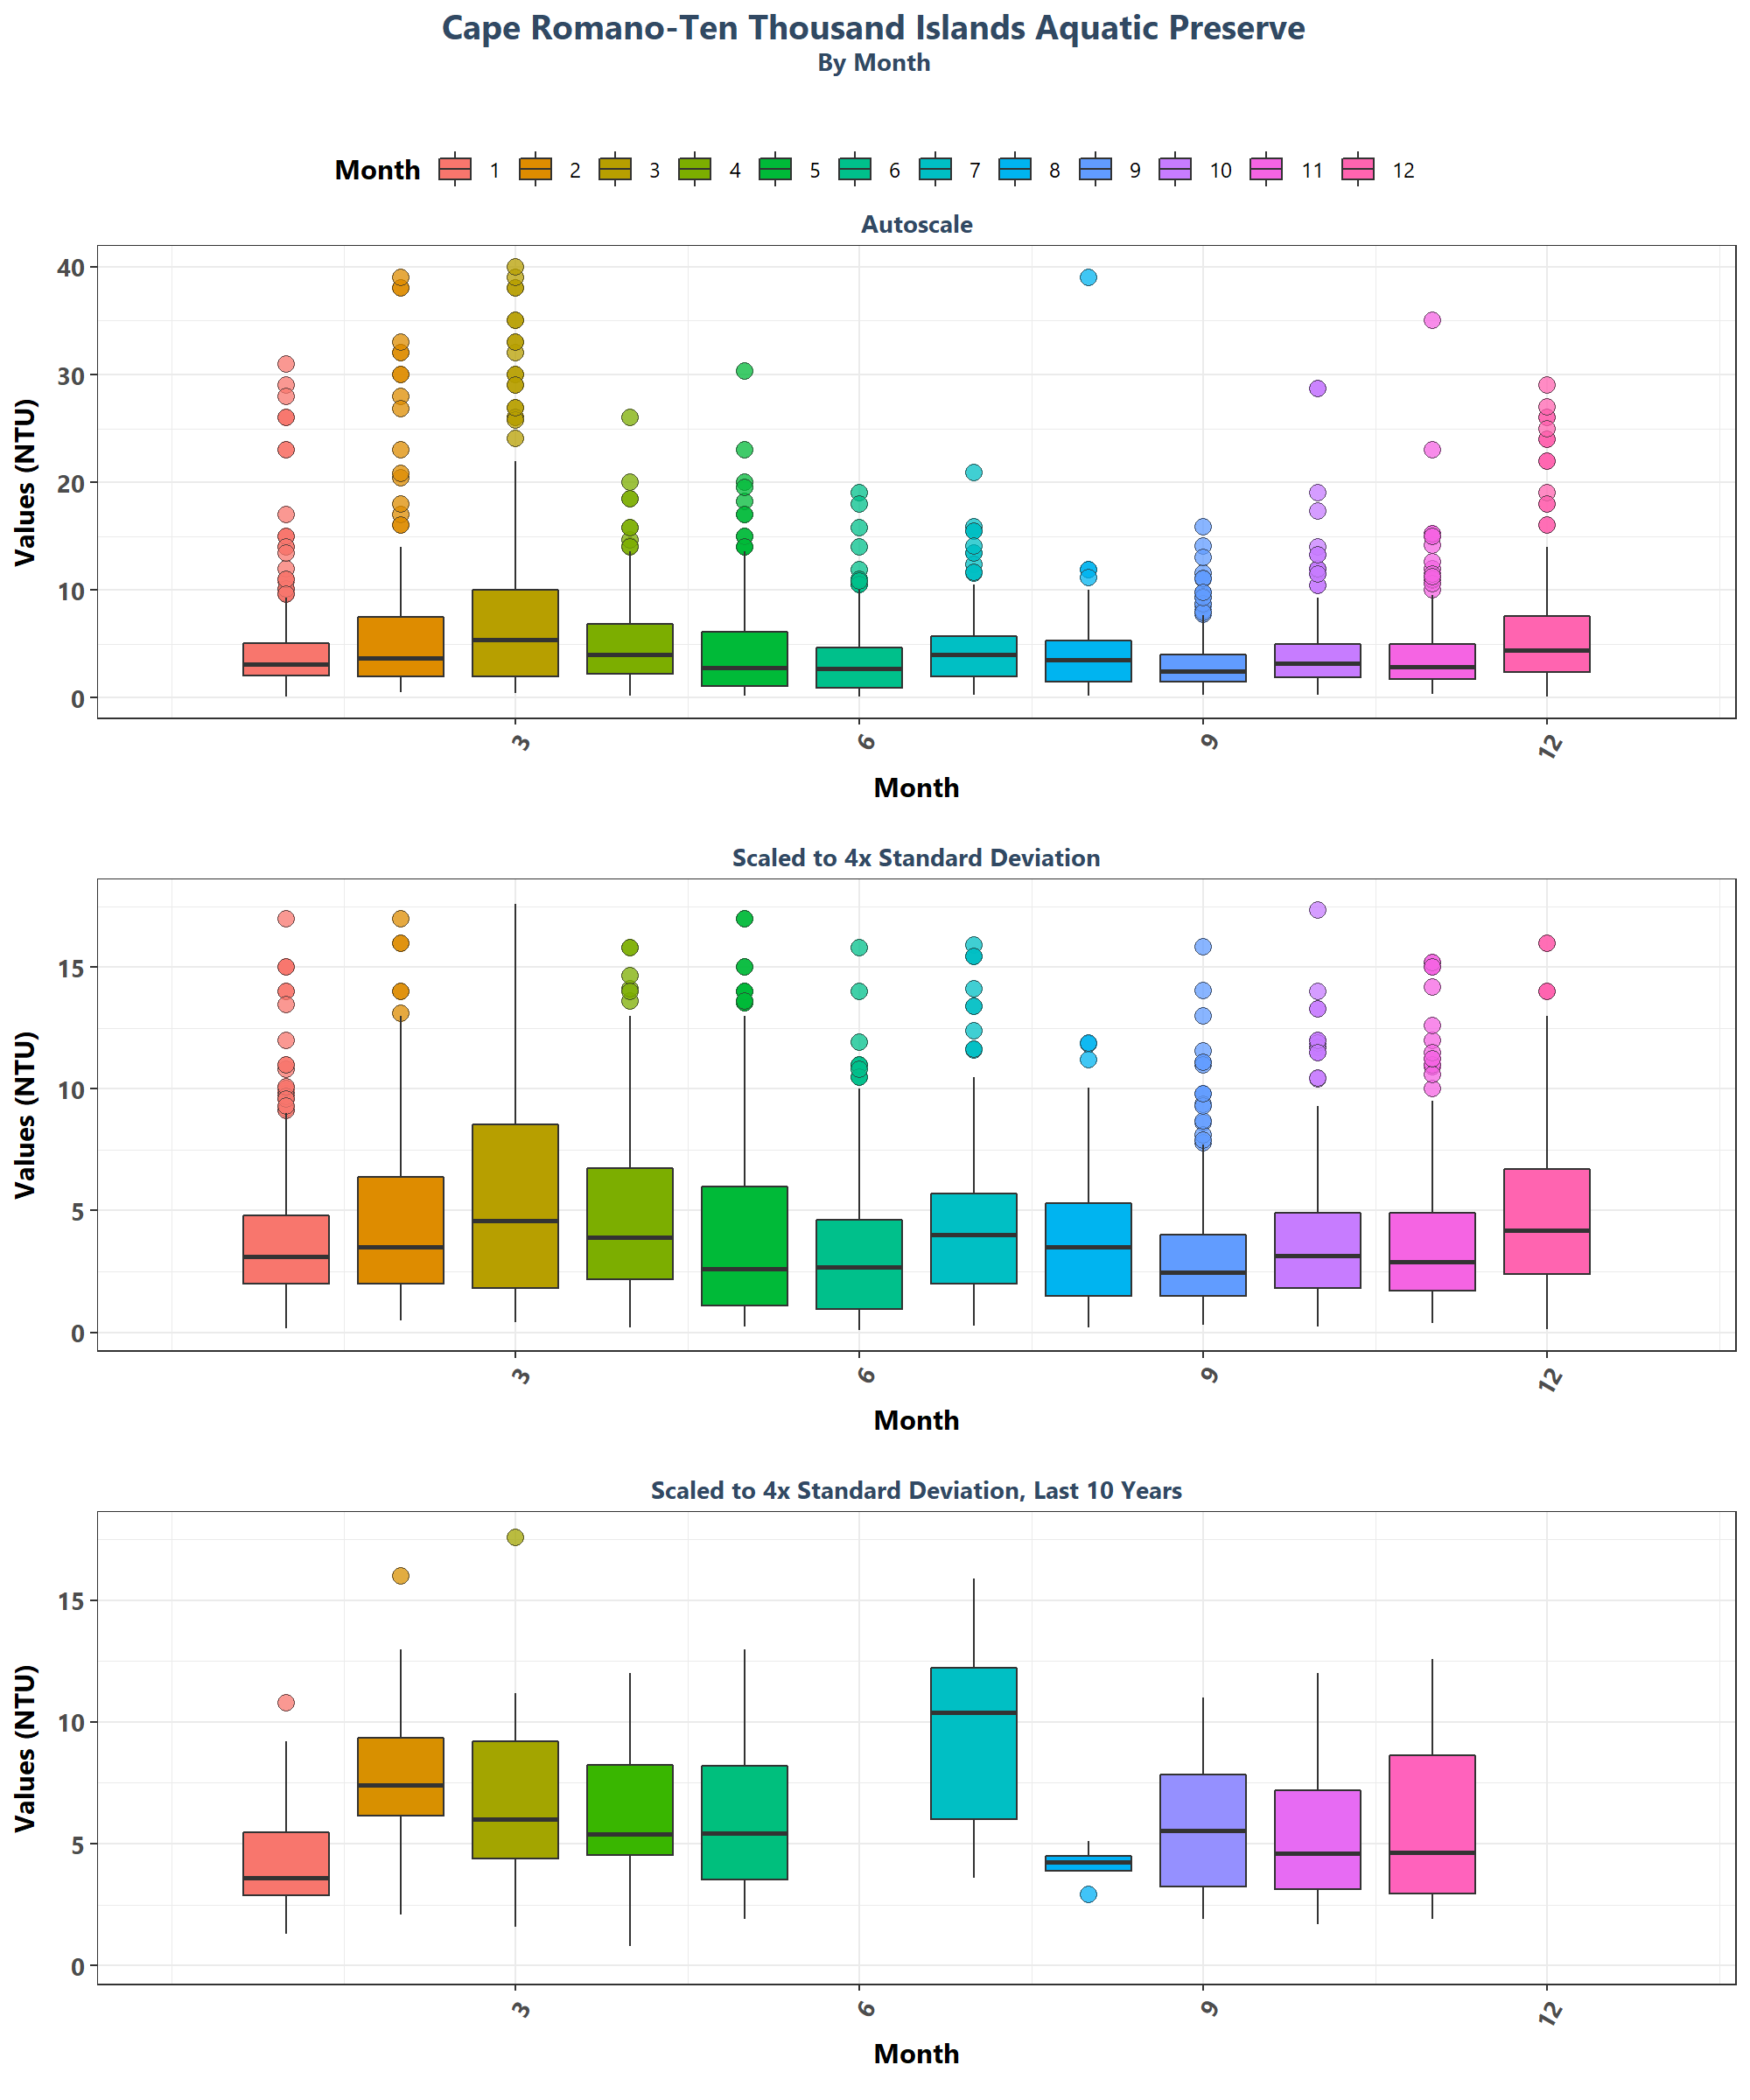 Cape Romano-Ten Thousand Islands Aquatic Preserve
By Month
Month 1 2 3 4 5 6 7 8 9 10 11 12
Autoscale
Values (NTU)
40
30
20
10
0
3 6 9 12
Month
Scaled to 4x Standard Deviation
Values (NTU)
15
10
5
0
3 6 9 12
Month
Scaled to 4x Standard Deviation, Last 10 Years
Values (NTU)
15
10
5
0
3 6 9 12
Month